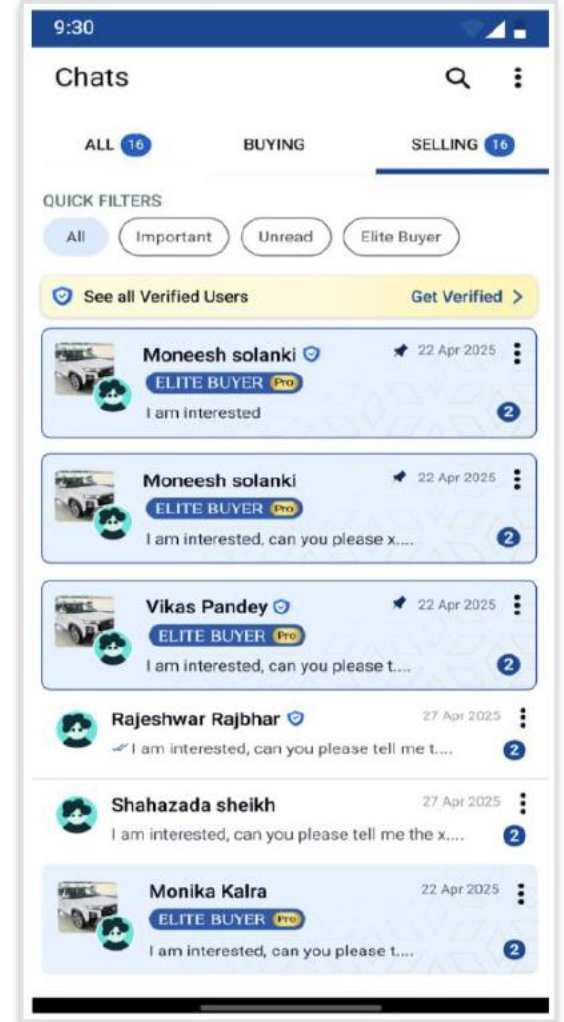 9:30
Chats
ALL 16 BUYING SELLING 16
QUICK FILTERS
All Important Unread Elite Buyer
See all Verified Users Get Verified >
Moneesh solanki 22 Apr 2025
ELITE BUYER Pro
I am interested 2
Moneesh solanki 22 Apr 2025
ELITE BUYER Pro
I am interested, can you please x.... 2
Vikas Pandey 22 Apr 2025
ELITE BUYER Pro
I am interested, can you please t.... 2
Rajeshwar Rajbhar 27 Apr 2025
I am interested, can you please tell me t.... 2
Shahazada sheikh 27 Apr 2025
I am interested, can you please tell me the x.... 2
Monika Kalra 22 Apr 2025
ELITE BUYER Pro
I am interested, can you please t.... 2